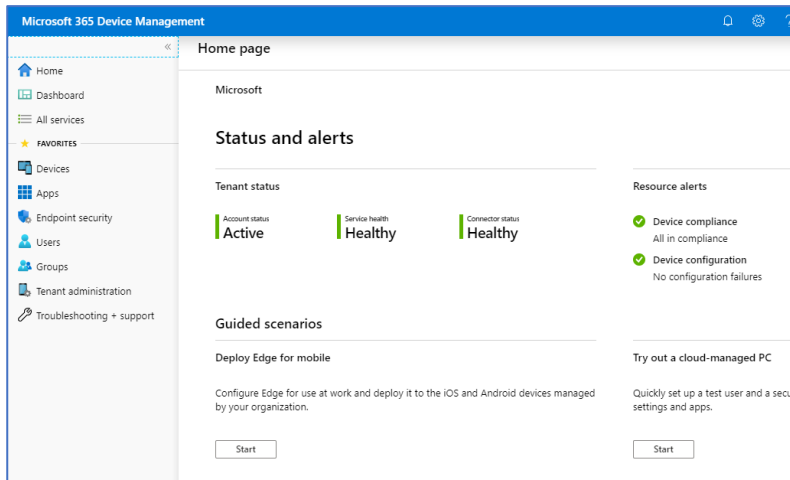 Microsoft 365 Device Management
?
«
Home page
Home
Dashboard
All services
FAVORITES
Devices
Apps
Endpoint security
Users
Groups
Tenant administration
Troubleshooting + support
Microsoft
Status and alerts
Tenant status
Account status
Active
Service health
Healthy
Connector status
Healthy
Resource alerts
Device compliance
All in compliance
Device configuration
No configuration failures
Guided scenarios
Deploy Edge for mobile
Configure Edge for use at work and deploy it to the iOS and Android devices managed
by your organization.
Start
Try out a cloud-managed PC
Quickly set up a test user and a secu
settings and apps.
Start